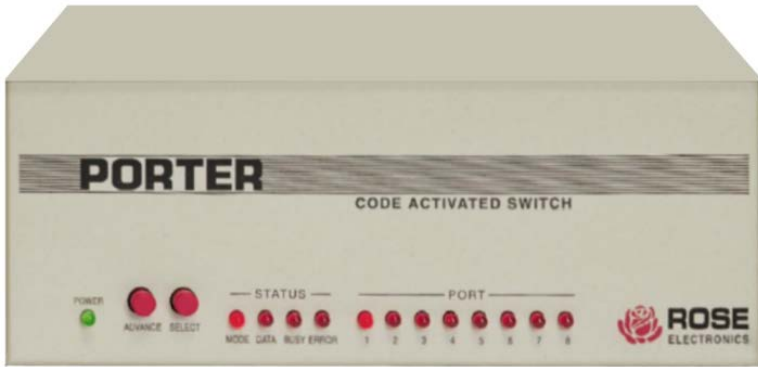 PORTER
CODE ACTIVATED SWITCH
POWER
ADVANCE SELECT
STATUS
MODE DATA BUSY ERROR
PORT
1 2 3 4 5 6 7 8
ROSE
ELECTRONICS